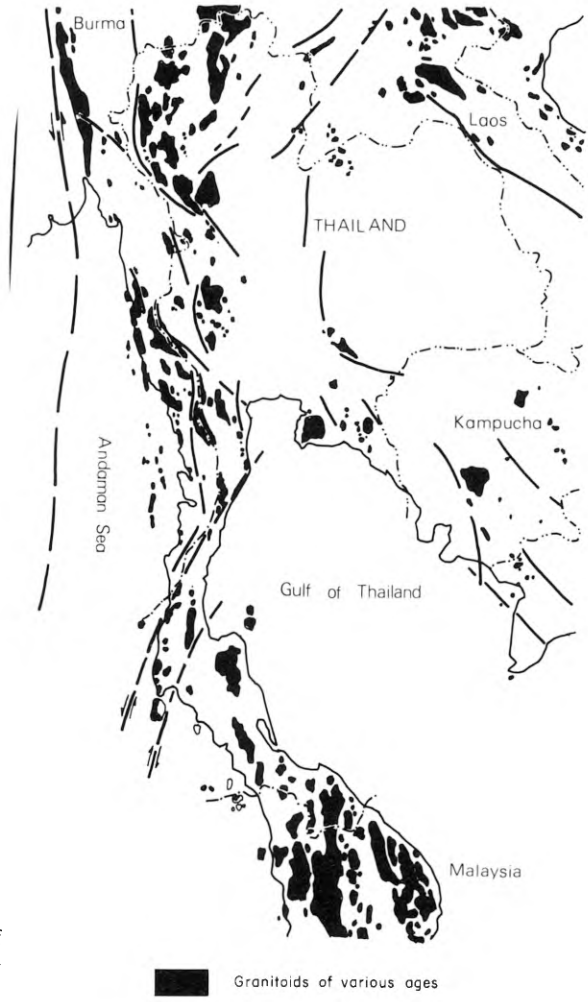 Burma
Laos
THAILAND
Kampucha
Andaman Sea
Gulf of Thailand
Malaysia
Granitoids of various ages